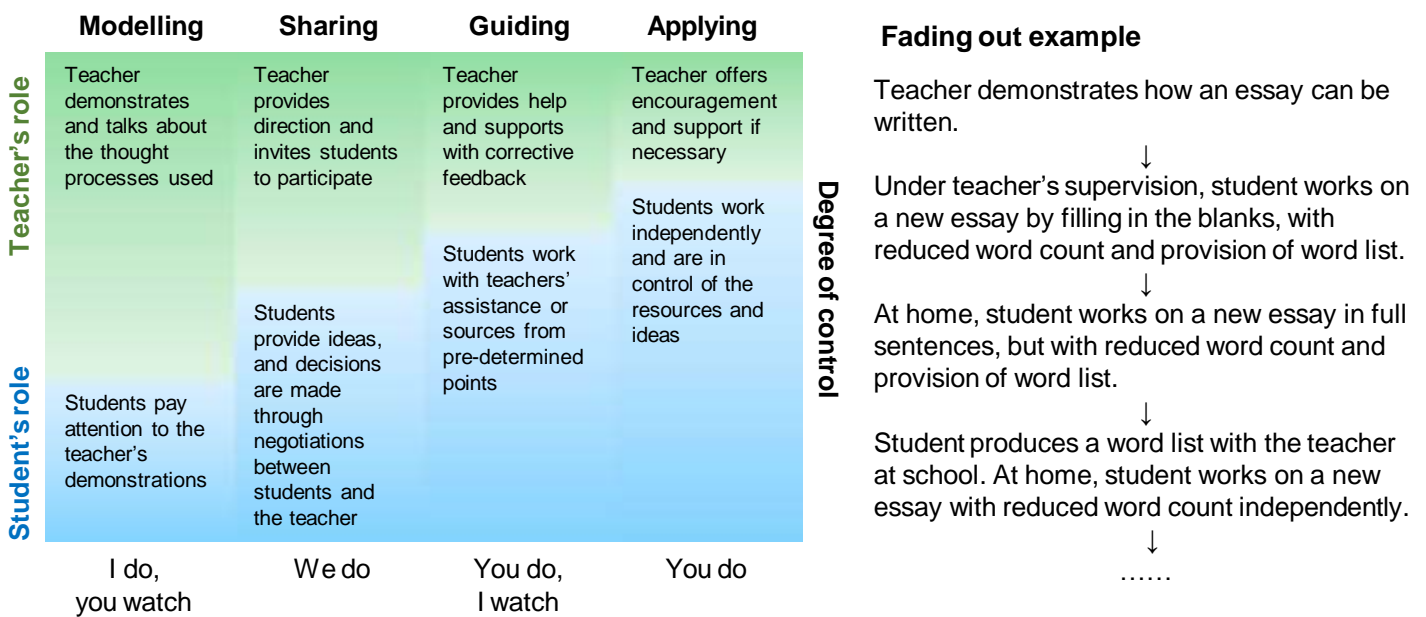 Modelling
Sharing
Guiding
Applying
Teacher's role
Student's role
Teacher
demonstrates
and talks about
the thought
processes used
Students pay
attention to the
teacher's
demonstrations
Teacher
provides
direction and
invites students
to participate
Students
provide ideas,
and decisions
are made
through
negotiations
between
students and
the teacher
Teacher
provides help
and supports
with corrective
feedback
Students work
with teachers'
assistance or
sources from
pre-determined
points
Teacher offers
encouragement
and support if
necessary
Students work
independently
and are in
control of the
resources and
ideas
Degree of control
I do,
you watch
We do
You do,
I watch
You do
Fading out example
Teacher demonstrates how an essay can be
written.
↓
Under teacher's supervision, student works on
a new essay by filling in the blanks, with
reduced word count and provision of word list.
↓
At home, student works on a new essay in full
sentences, but with reduced word count and
provision of word list.
↓
Student produces a word list with the teacher
at school. At home, student works on a new
essay with reduced word count independently.
↓
……